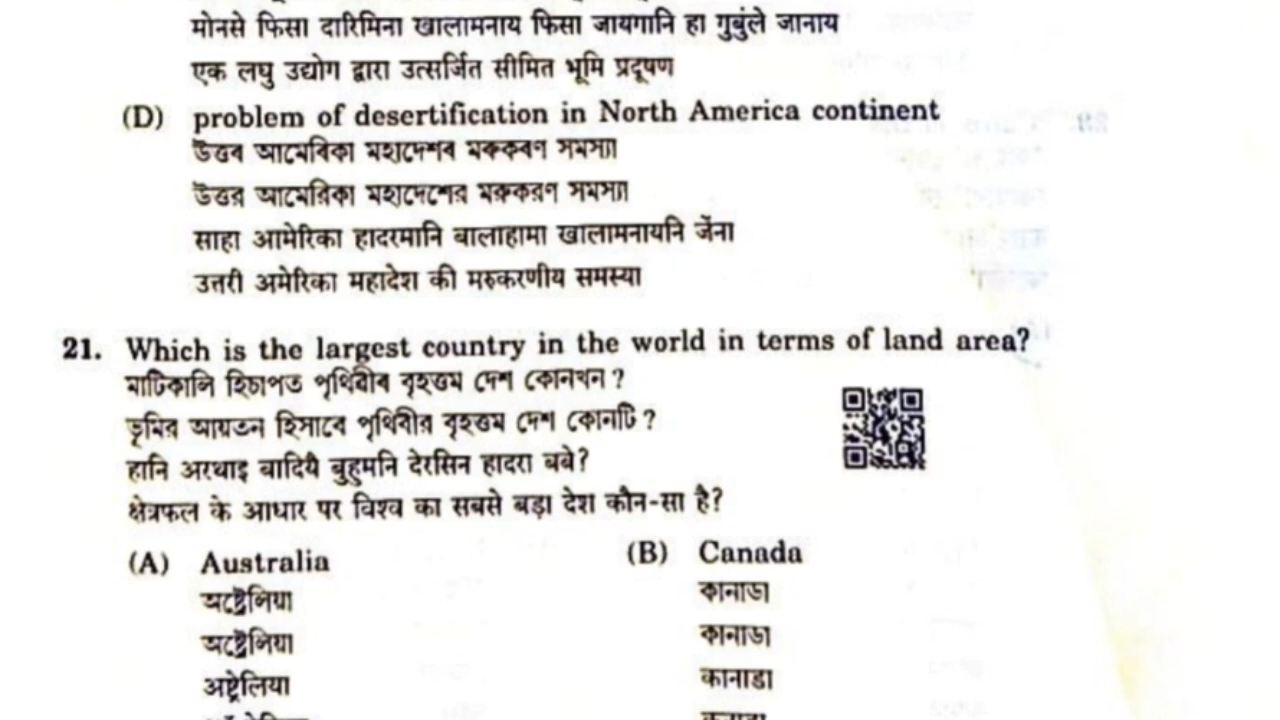 मोनसे फिसा दारिमिना खालामनाय फिसा जायगानि हा गुबुंले जानाय
एक लघु उद्योग द्वारा उत्सर्जित सीमित भूमि प्रदूषण
(D) problem of desertification in North America continent
উত্তৰ আমেৰিকা মহাদেশৰ মৰুকৰণ সমস্যা
উত্তর আমেরিকা মহাদেশের মরুকরণ সমস্যা
साहा आमेरिका हादरमानि बालाहामा खालामनायनि जेंना
उत्तरी अमेरिका महादेश की मरुकरणीय समस्या
21. Which is the largest country in the world in terms of land area?
মাটিকালি হিচাপত পৃথিৱীৰ বৃহত্তম দেশ কোনখন ?
ভূমির আয়তন হিসাবে পৃথিবীর বৃহত্তম দেশ কোনটি ?
हानि अरथाइ बादियै बुहुमनि देरसिन हादरा बबे?
क्षेत्रफल के आधार पर विश्व का सबसे बड़ा देश कौन-सा है?
(A) Australia (B) Canada
অষ্ট্ৰেলিয়া কানাডা
অষ্ট্রেলিয়া কানাডা
अष्ट्रेलिया कानाडा